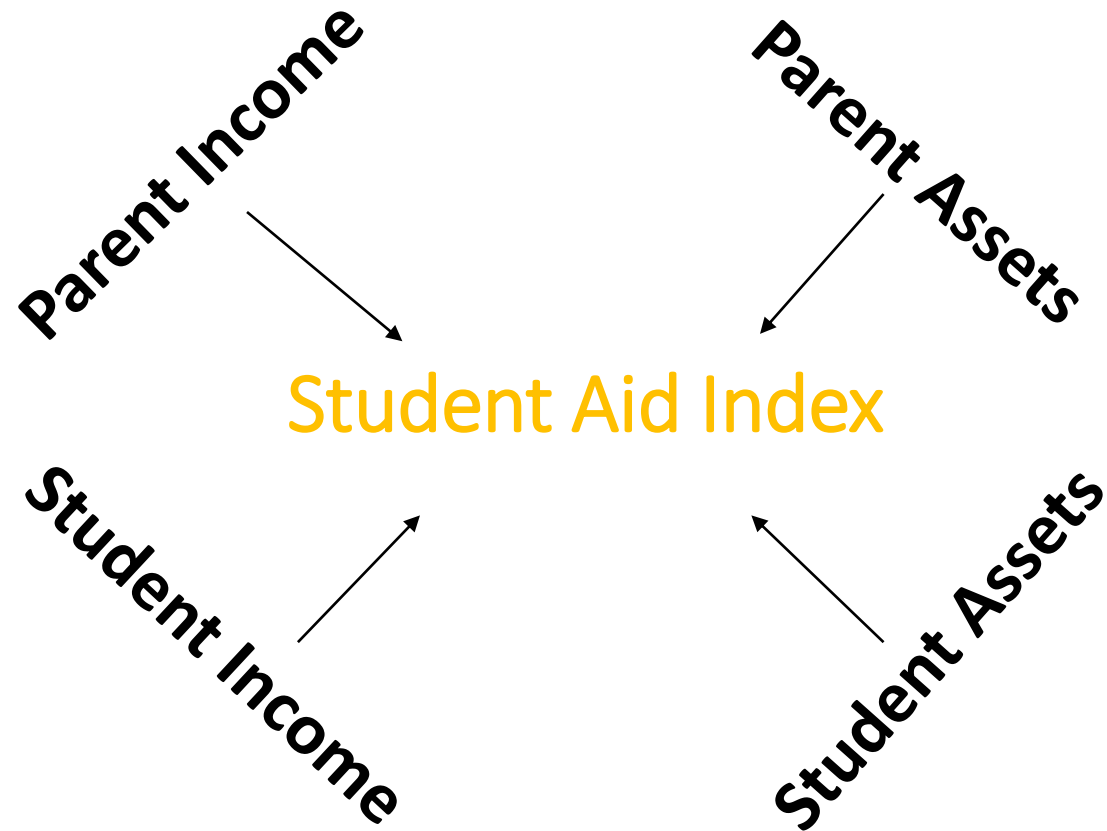 Parent Income
Parent Assets
Student Aid Index
Student Income
Student Assets